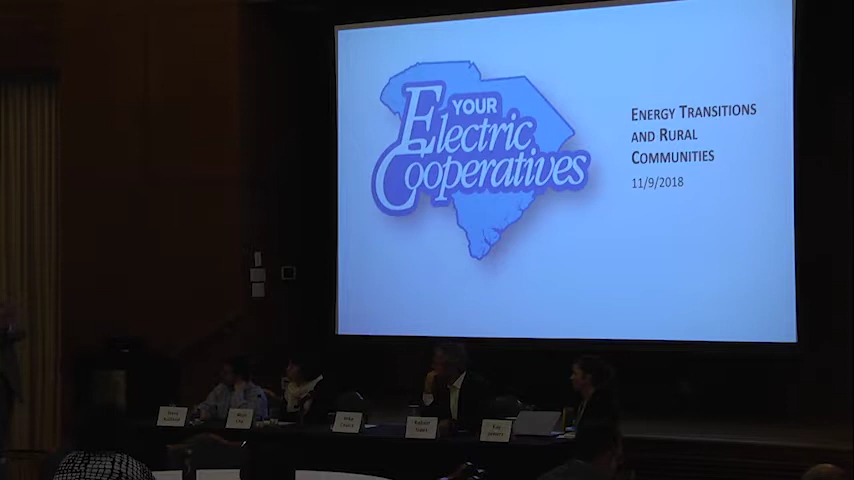 YOUR
Electric
Cooperatives
ENERGY TRANSITIONS
AND RURAL
COMMUNITIES
11/9/2018